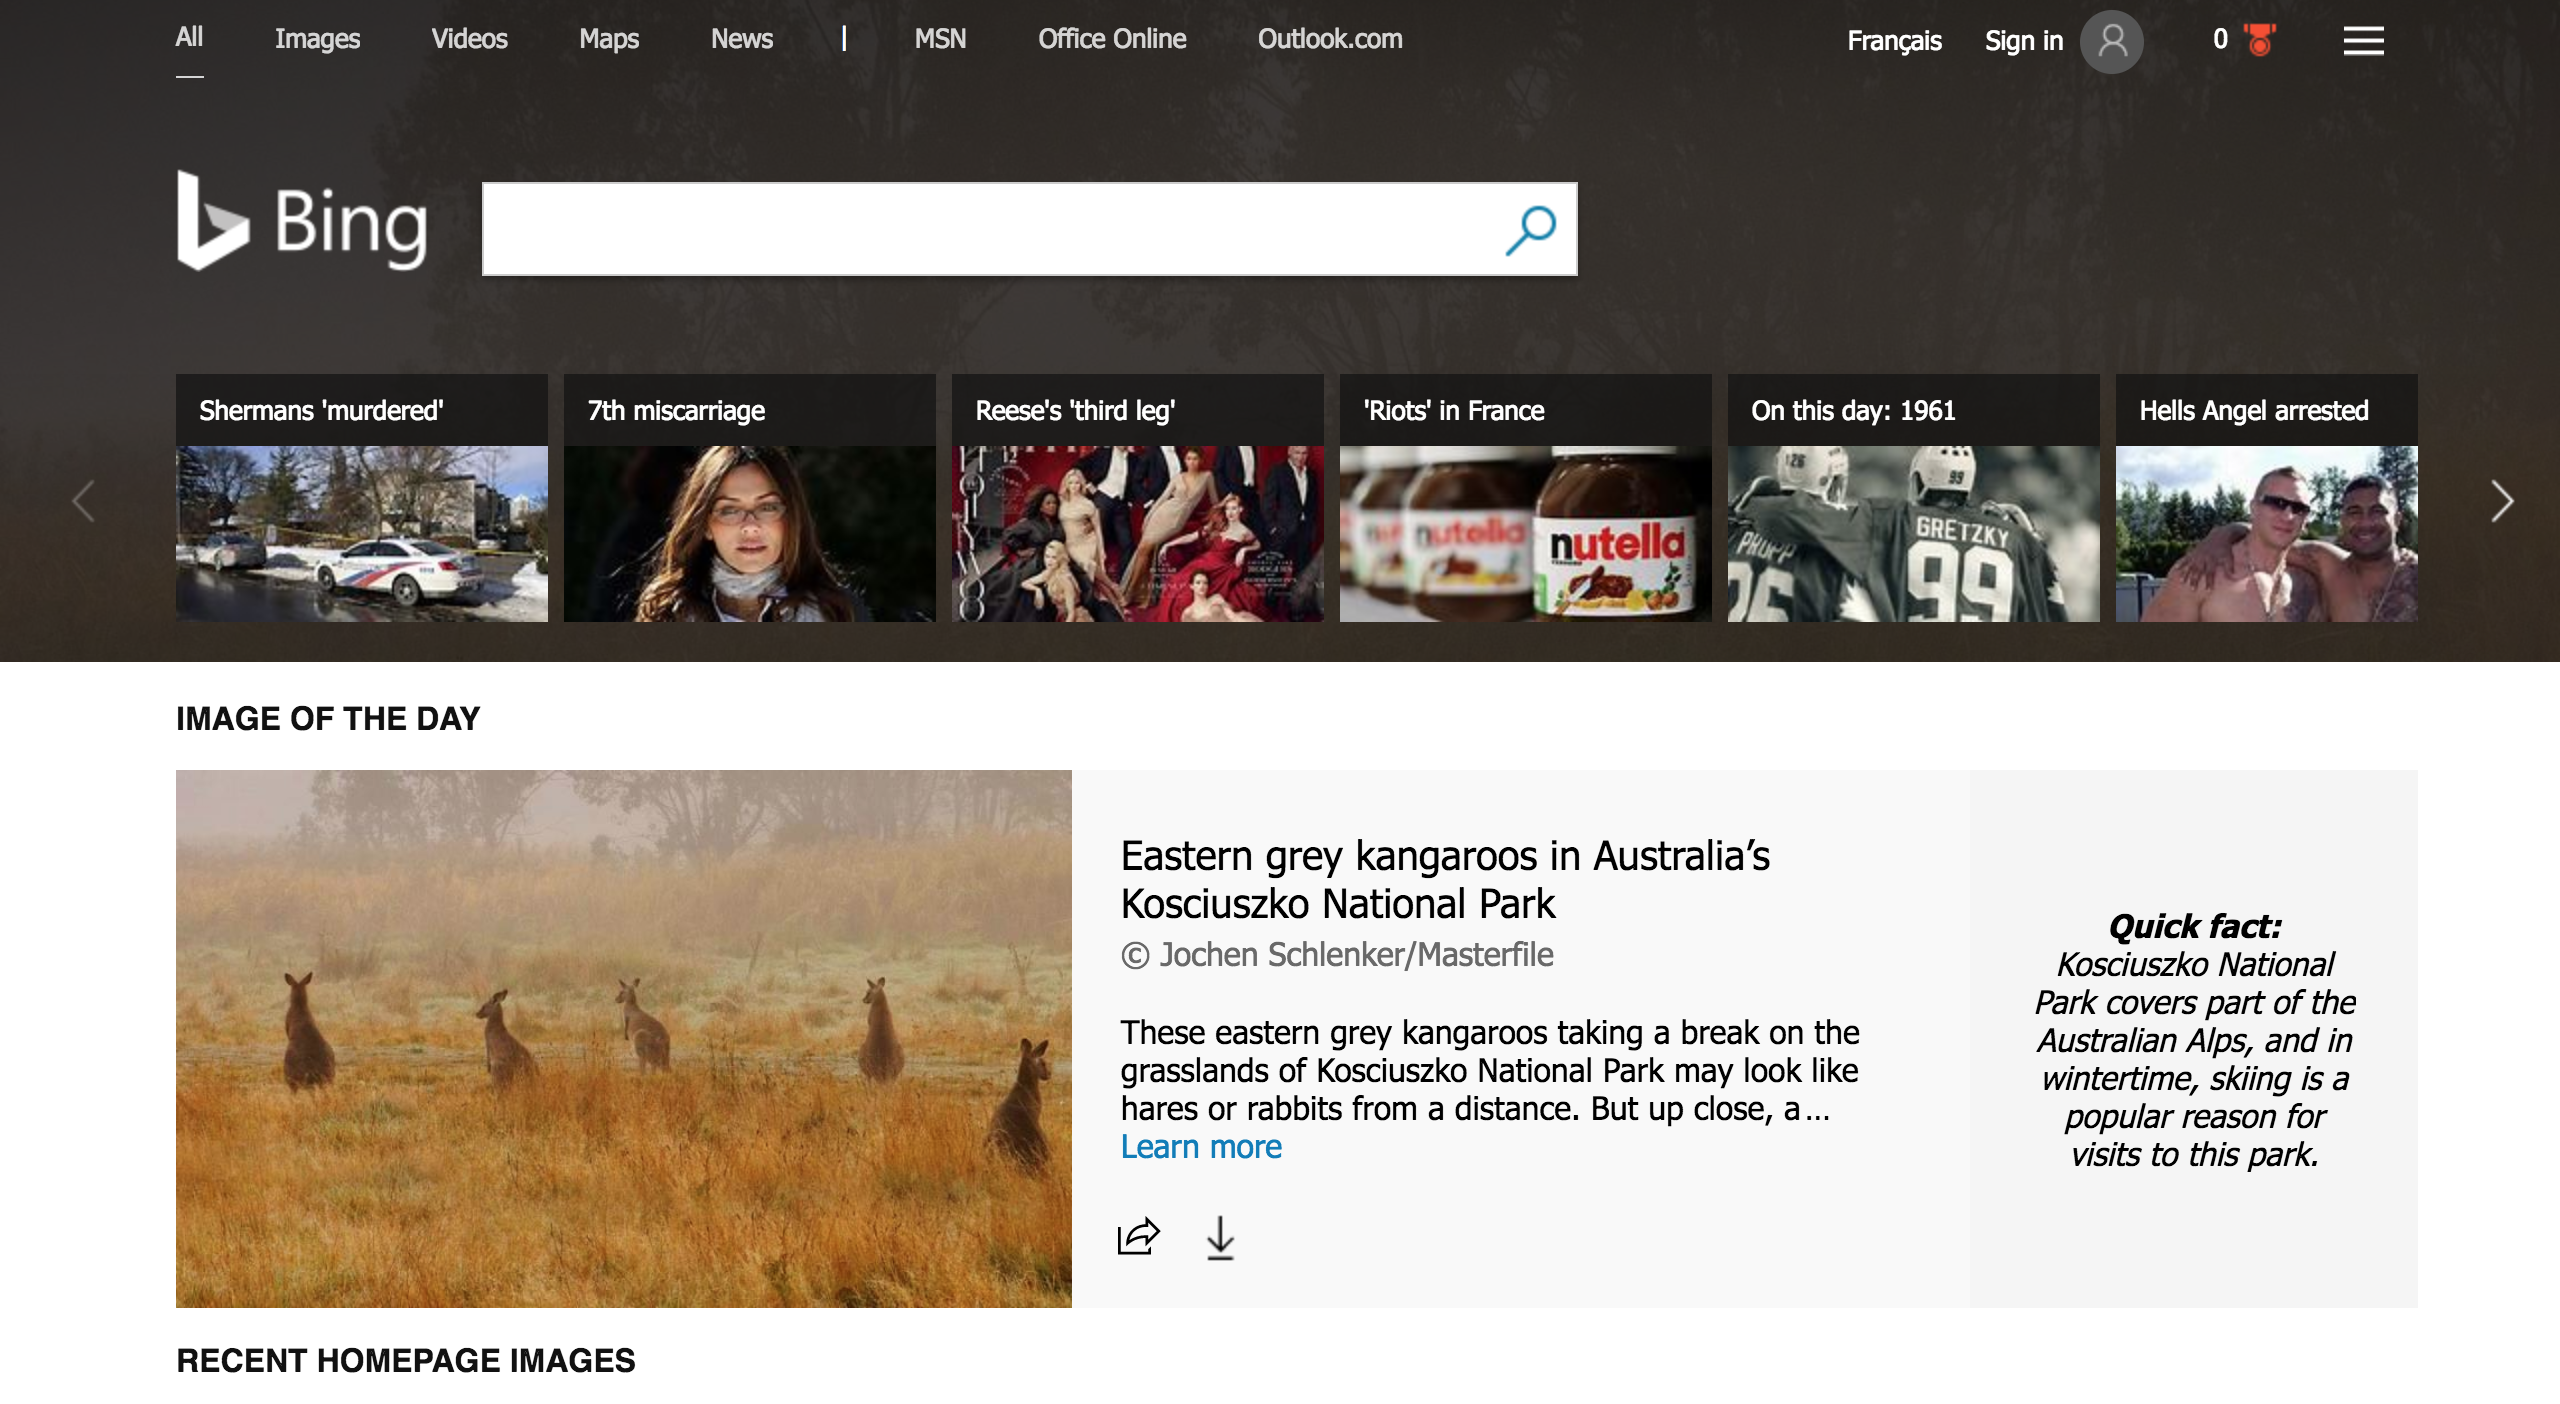 All
Images
Videos
Maps
News
|
MSN
Office Online
Outlook.com
Français
Sign in
0
Bing
Shermans 'murdered'
7th miscarriage
Reese's 'third leg'
'Riots' in France
On this day: 1961
Hells Angel arrested
nutella
nutella
26
99
GRETZKY
99
IMAGE OF THE DAY
Eastern grey kangaroos in Australia’s
Kosciuszko National Park
© Jochen Schlenker/Masterfile
These eastern grey kangaroos taking a break on the
grasslands of Kosciuszko National Park may look like
hares or rabbits from a distance. But up close, a...
Learn more
Quick fact:
Kosciuszko National
Park covers part of the
Australian Alps, and in
wintertime, skiing is a
popular reason for
visits to this park.
RECENT HOMEPAGE IMAGES